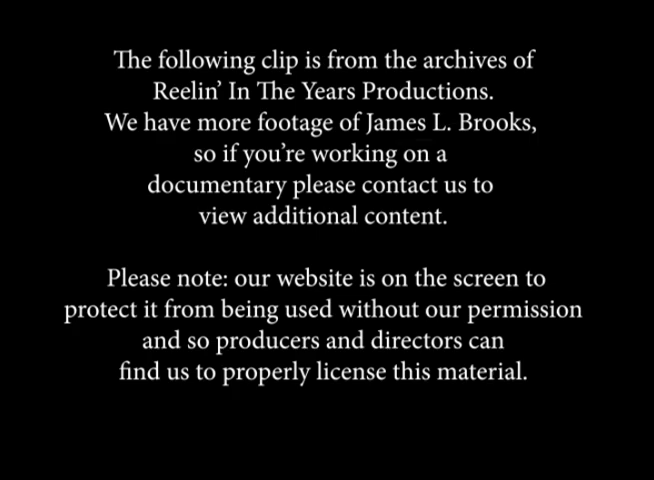 The following clip is from the archives of
Reelin’ In The Years Productions.
We have more footage of James L. Brooks,
so if you’re working on a
documentary please contact us to
view additional content.
Please note: our website is on the screen to
protect it from being used without our permission
and so producers and directors can
find us to properly license this material.